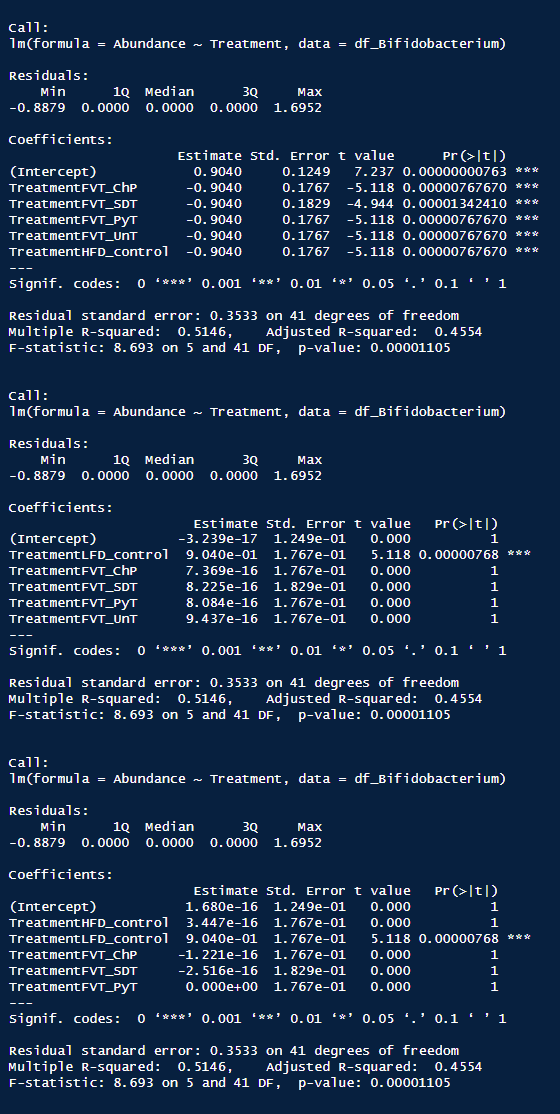 Call:
lm(formula = Abundance ~ Treatment, data = df_Bifidobacterium)
Residuals:
Min 1Q Median 3Q Max
-0.8879 0.0000 0.0000 0.0000 1.6952
Coefficients:
Estimate Std. Error t value Pr(>|t|)
(Intercept) 0.9040 0.1249 7.237 0.00000000763 ***
TreatmentFVT_ChP -0.9040 0.1767 -5.118 0.00000767670 ***
TreatmentFVT_SDT -0.9040 0.1829 -4.944 0.00001342410 ***
TreatmentFVT_PyT -0.9040 0.1767 -5.118 0.00000767670 ***
TreatmentFVT_UnT -0.9040 0.1767 -5.118 0.00000767670 ***
TreatmentHFD_control -0.9040 0.1767 -5.118 0.00000767670 ***
---
Signif. codes: 0 ‘***’ 0.001 ‘**’ 0.01 ‘*’ 0.05 ‘.’ 0.1 ‘ ’ 1
Residual standard error: 0.3533 on 41 degrees of freedom
Multiple R-squared: 0.5146, Adjusted R-squared: 0.4554
F-statistic: 8.693 on 5 and 41 DF, p-value: 0.00001105
Call:
lm(formula = Abundance ~ Treatment, data = df_Bifidobacterium)
Residuals:
Min 1Q Median 3Q Max
-0.8879 0.0000 0.0000 0.0000 1.6952
Coefficients:
Estimate Std. Error t value Pr(>|t|)
(Intercept) -3.239e-17 1.249e-01 0.000 1
TreatmentLFD_control 9.040e-01 1.767e-01 5.118 0.00000768 ***
TreatmentFVT_ChP 7.369e-16 1.767e-01 0.000 1
TreatmentFVT_SDT 8.225e-16 1.829e-01 0.000 1
TreatmentFVT_PyT 8.084e-16 1.767e-01 0.000 1
TreatmentFVT_UnT 9.437e-16 1.767e-01 0.000 1
---
Signif. codes: 0 ‘***’ 0.001 ‘**’ 0.01 ‘*’ 0.05 ‘.’ 0.1 ‘ ’ 1
Residual standard error: 0.3533 on 41 degrees of freedom
Multiple R-squared: 0.5146, Adjusted R-squared: 0.4554
F-statistic: 8.693 on 5 and 41 DF, p-value: 0.00001105
Call:
lm(formula = Abundance ~ Treatment, data = df_Bifidobacterium)
Residuals:
Min 1Q Median 3Q Max
-0.8879 0.0000 0.0000 0.0000 1.6952
Coefficients:
Estimate Std. Error t value Pr(>|t|)
(Intercept) 1.680e-16 1.249e-01 0.000 1
TreatmentHFD_control 3.447e-16 1.767e-01 0.000 1
TreatmentLFD_control 9.040e-01 1.767e-01 5.118 0.00000768 ***
TreatmentFVT_ChP -1.221e-16 1.767e-01 0.000 1
TreatmentFVT_SDT -2.516e-16 1.829e-01 0.000 1
TreatmentFVT_PyT 0.000e+00 1.767e-01 0.000 1
---
Signif. codes: 0 ‘***’ 0.001 ‘**’ 0.01 ‘*’ 0.05 ‘.’ 0.1 ‘ ’ 1
Residual standard error: 0.3533 on 41 degrees of freedom
Multiple R-squared: 0.5146, Adjusted R-squared: 0.4554
F-statistic: 8.693 on 5 and 41 DF, p-value: 0.00001105